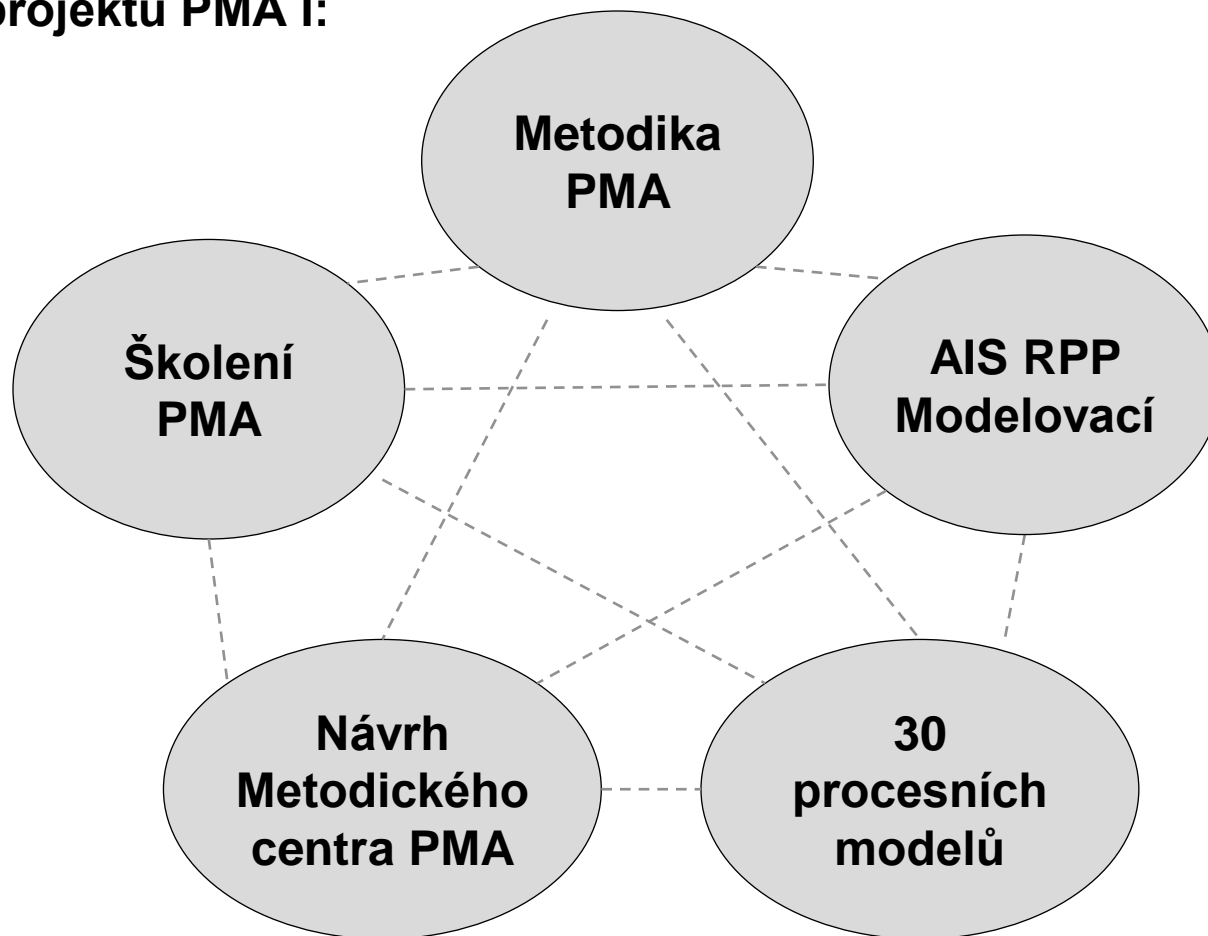 projektu PMA I:
Metodika
PMA
Školení
PMA
AIS RPP
Modelovací
Návrh
Metodického
centra PMA
30
procesních
modelů